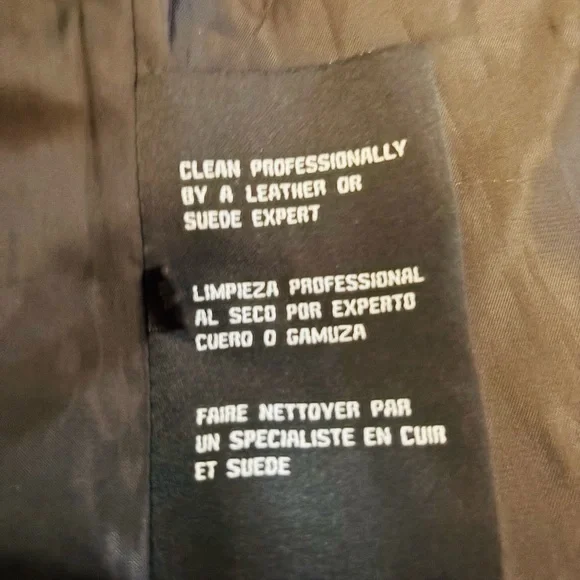 CLEAN PROFESSIONALLY
BY A LEATHER OR
SUEDE EXPERT
LIMPIEZA PROFESSIONAL
AL SECO POR EXPERTO
CUERO O GAMUZA
FAIRE NETTOYER PAR
UN SPECIALISTE EN CUIR
ET SUEDE